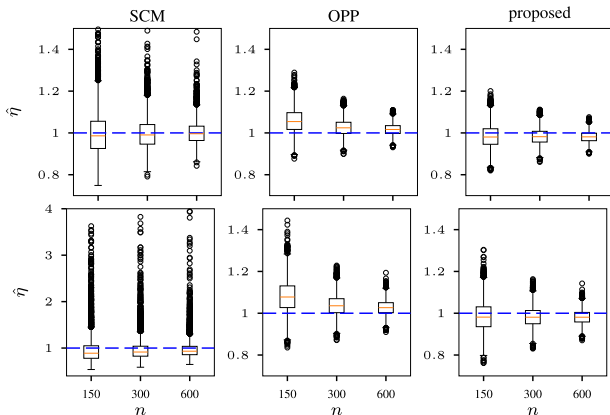 SCM OPP proposed
1.4 1.4 1.4
1.2 1.2 1.2
η̂ 1 1 1
0.8 0.8 0.8
4 1.4 1.4
3 1.2 1.2
η̂ 2 1 1
1 0.8 0.8
150 300 600 150 300 600 150 300 600
n n n